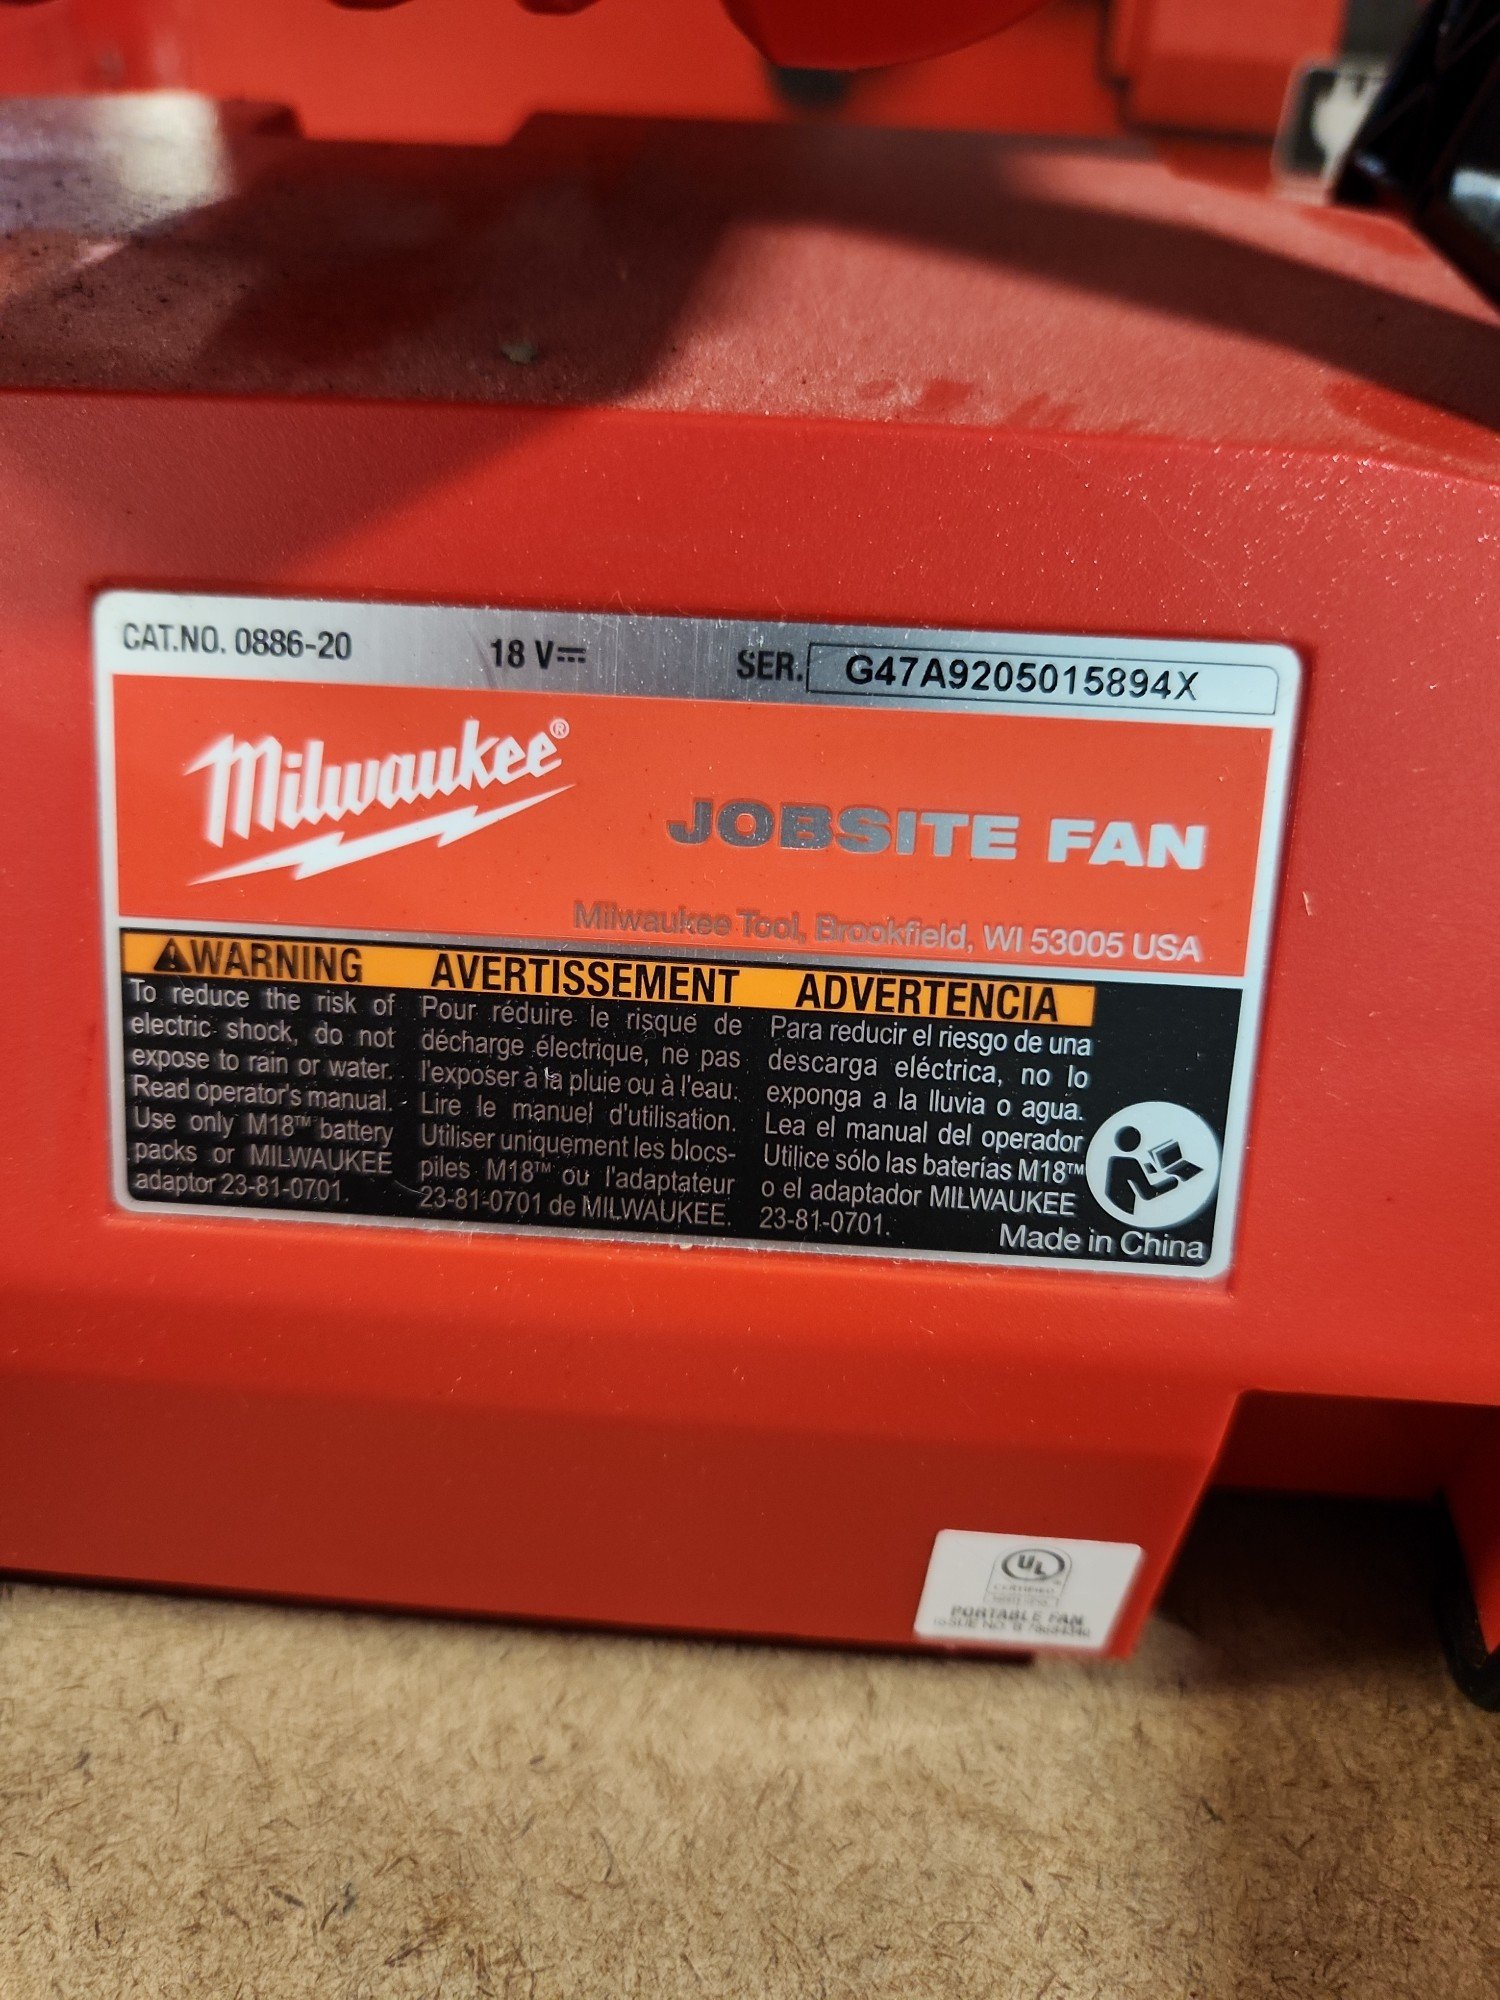 CAT.NO. 0886-20 18 V⎓ SER. G47A9205015894X
Milwaukee®
JOBSITE FAN
Milwaukee Tool, Brookfield, WI 53005 USA
WARNING
To reduce the risk of
electric shock, do not
expose to rain or water.
Read operator's manual.
Use only M18™ battery
packs or MILWAUKEE
adaptor 23-81-0701.
AVERTISSEMENT
Pour réduire le risque de
décharge électrique, ne pas
l'exposer à la pluie ou à l'eau.
Lire le manuel d'utilisation.
Utiliser uniquement les blocs-
piles M18™ ou l'adaptateur
23-81-0701 de MILWAUKEE.
ADVERTENCIA
Para reducir el riesgo de una
descarga eléctrica, no lo
exponga a la lluvia o agua.
Lea el manual del operador
Utilice sólo las baterías M18™
o el adaptador MILWAUKEE
23-81-0701.
Made in China
UL
CERTIFIED
PORTABLE FAN
ISSUE NO.